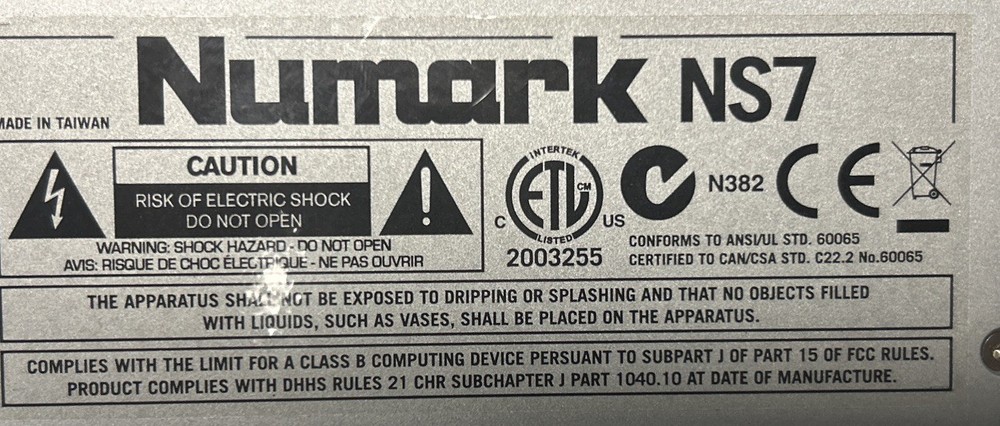 Numark NS7
MADE IN TAIWAN
CAUTION
RISK OF ELECTRIC SHOCK
DO NOT OPEN
WARNING: SHOCK HAZARD - DO NOT OPEN
AVIS: RISQUE DE CHOC ÉLECTRIQUE - NE PAS OUVRIR
INTERTEK
ETL CM
LISTED
C US
2003255
N382
CE
CONFORMS TO ANSI/UL STD. 60065
CERTIFIED TO CAN/CSA STD. C22.2 No.60065
THE APPARATUS SHALL NOT BE EXPOSED TO DRIPPING OR SPLASHING AND THAT NO OBJECTS FILLED
WITH LIQUIDS, SUCH AS VASES, SHALL BE PLACED ON THE APPARATUS.
COMPLIES WITH THE LIMIT FOR A CLASS B COMPUTING DEVICE PERSUANT TO SUBPART J OF PART 15 OF FCC RULES.
PRODUCT COMPLIES WITH DHHS RULES 21 CHR SUBCHAPTER J PART 1040.10 AT DATE OF MANUFACTURE.